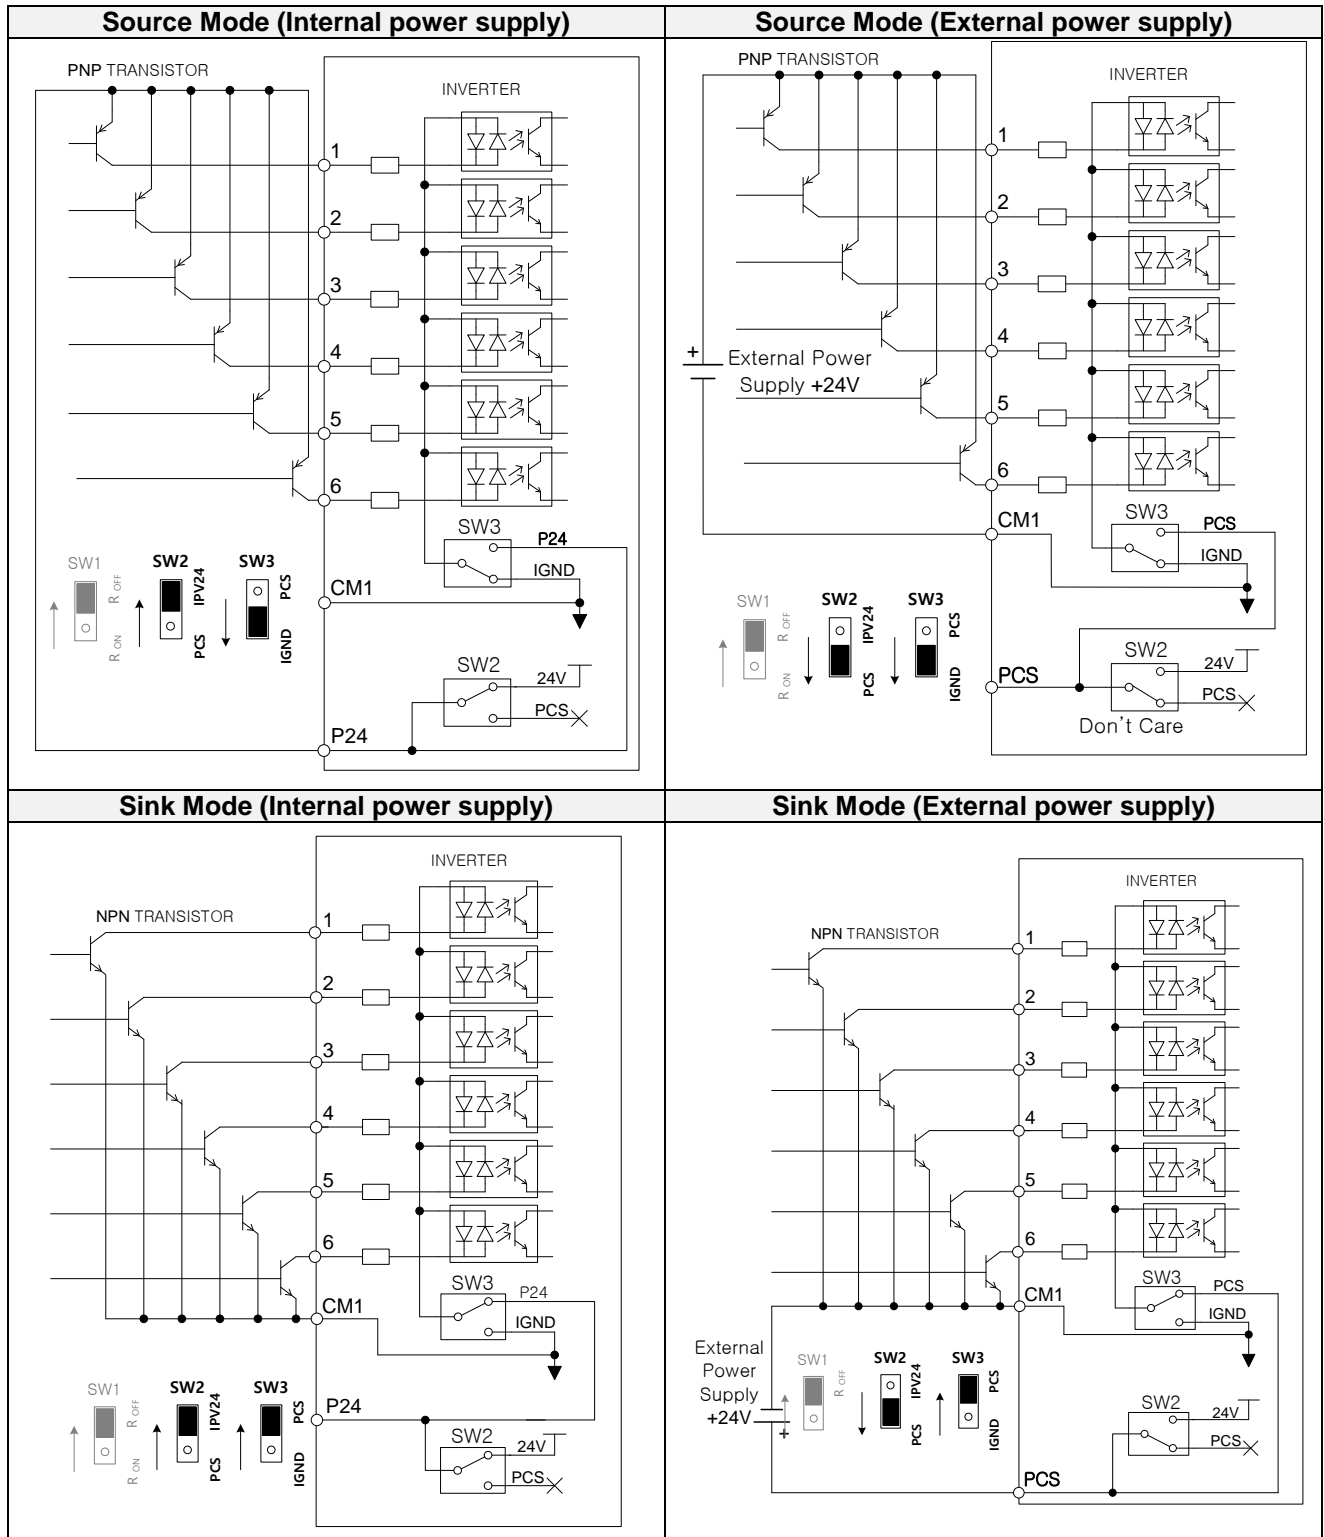 Source Mode (Internal power supply)
PNP TRANSISTOR
INVERTER
1
2
3
4
5
6
SW3
P24
IGND
CM1
SW1
R OFF
R ON
SW2
IPV24
PCS
SW3
PCS
IGND
SW2
24V
PCS
P24
Source Mode (External power supply)
PNP TRANSISTOR
INVERTER
1
2
3
4
5
6
+
External Power
Supply +24V
CM1
SW3
PCS
IGND
SW1
R OFF
R ON
SW2
IPV24
PCS
SW3
PCS
IGND
PCS
SW2
24V
PCS
Don't Care
Sink Mode (Internal power supply)
INVERTER
NPN TRANSISTOR
1
2
3
4
5
6
SW3
P24
IGND
CM1
SW1
R OFF
R ON
SW2
IPV24
PCS
SW3
PCS
IGND
P24
SW2
24V
PCS
Sink Mode (External power supply)
INVERTER
NPN TRANSISTOR
1
2
3
4
5
6
SW3
PCS
IGND
CM1
External
Power
Supply
+24V
+
SW1
R OFF
SW2
IPV24
PCS
SW3
PCS
IGND
SW2
24V
PCS
PCS